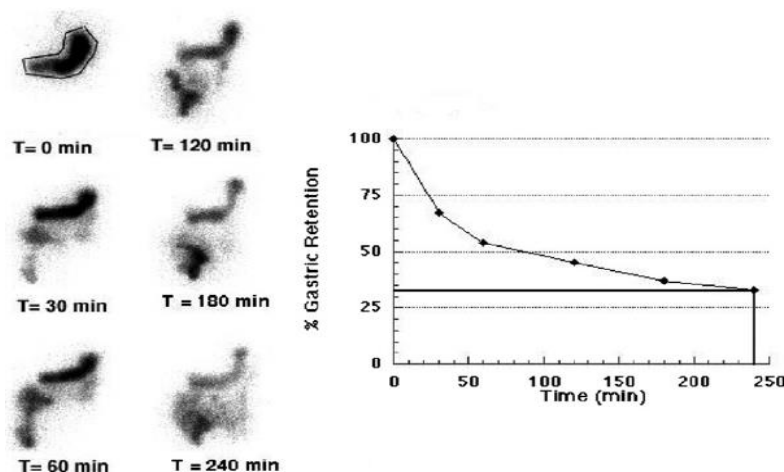 T= 0 min
T= 120 min
T= 30 min
T = 180 min
T= 60 min
T = 240 min
% Gastric Retention
100
75
50
25
0
0 50 100 150 200 250
Time (min)